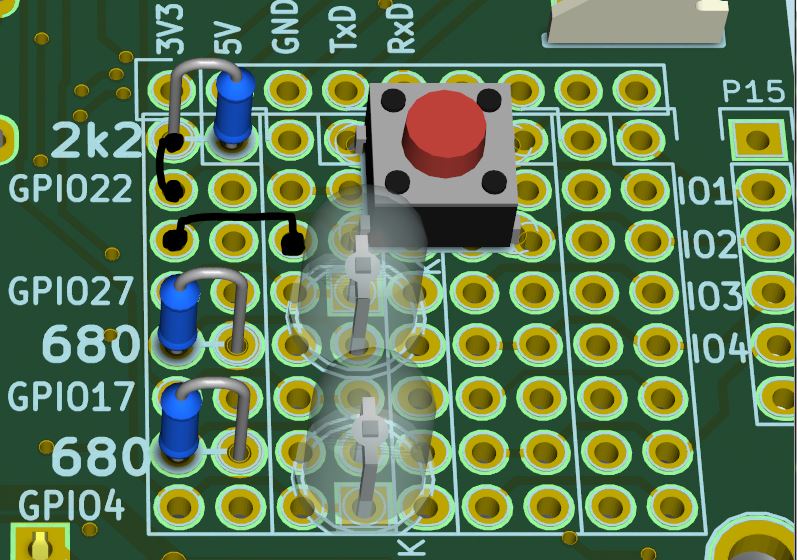 3V3
5V
GND
TxD
RxD
P15
2k2
GPIO22
IO1
IO2
GPIO27
IO3
680
IO4
GPIO17
680
GPIO4
K
K